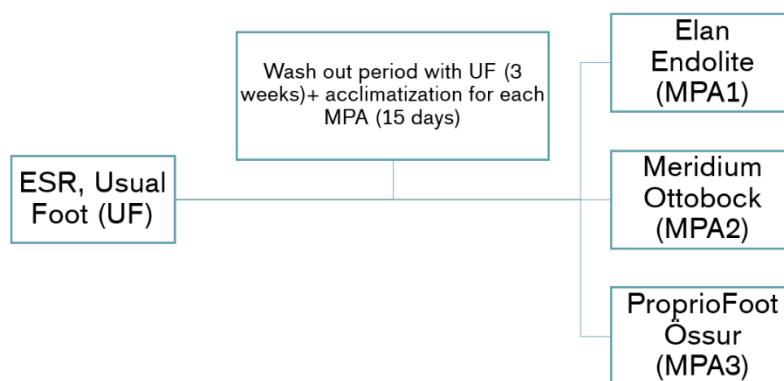 Elan
Endolite
(MPA1)
Wash out period with UF (3
weeks)+ acclimatization for each
MPA (15 days)
ESR, Usual
Foot (UF)
Meridium
Ottobock
(MPA2)
ProprioFoot
Össur
(MPA3)